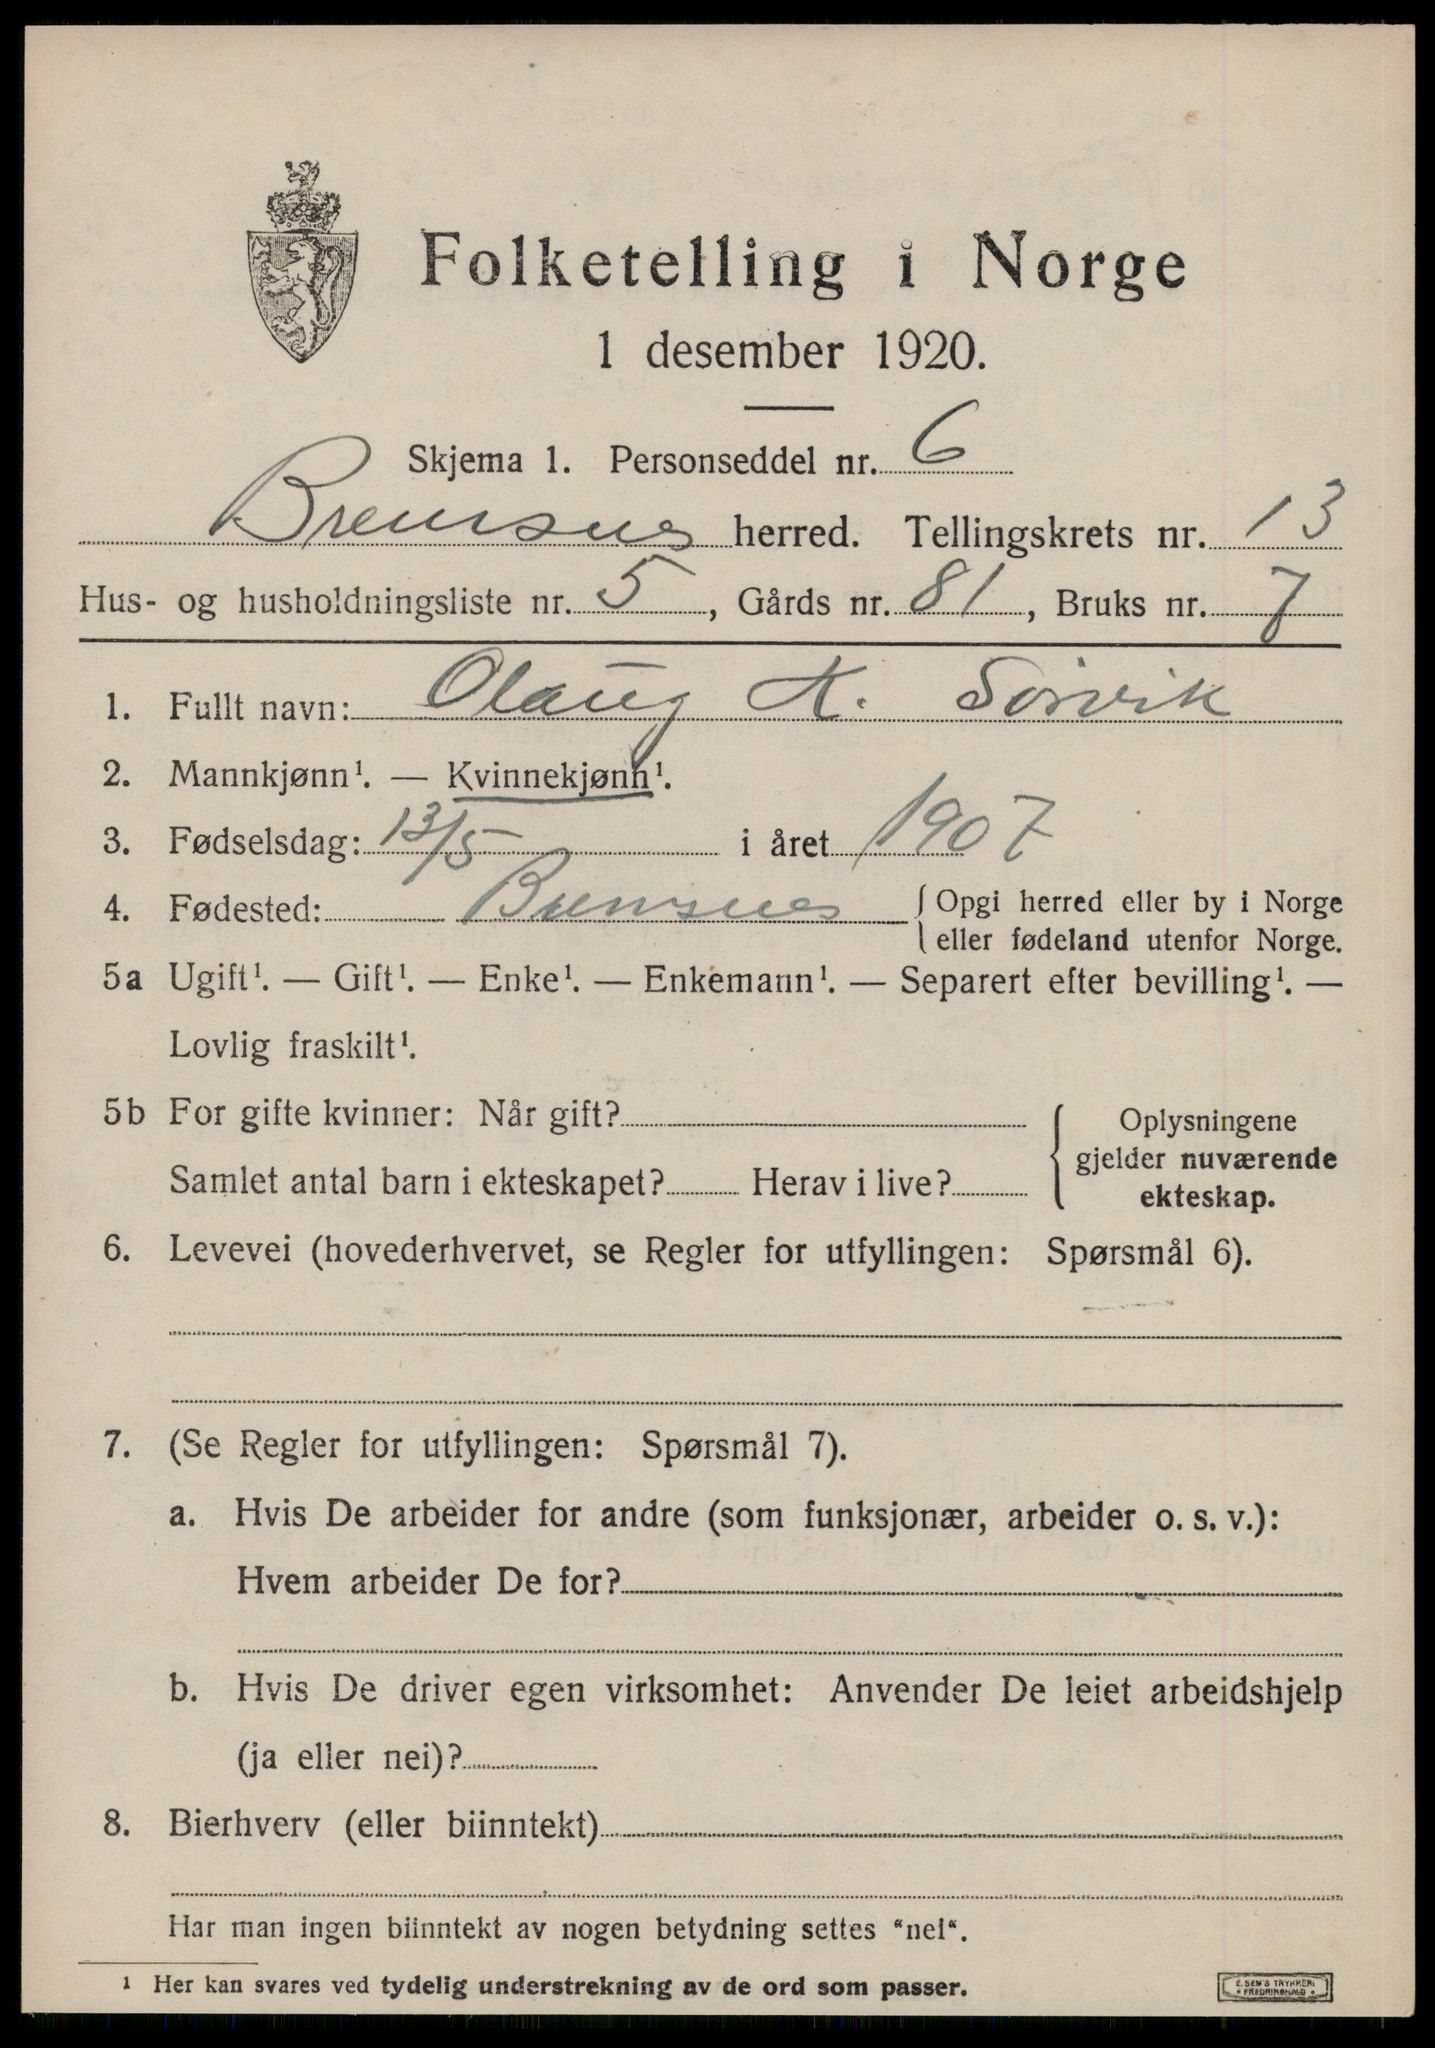 Folketelling i Norge
1 desember 1920.
Skjema 1. Personseddel nr. 6
Bremsnes herred. Tellingskrets nr. 13
Hus- og husholdningsliste nr. 5, Gårds nr. 81, Bruks nr. 7
1. Fullt navn: Olaug K. Sörvik
2. Mannkjønn¹. — Kvinnekjønn¹.
3. Fødselsdag: 13/5 i året 1907
4. Fødested: Bremsnes { Opgi herred eller by i Norge
eller fødeland utenfor Norge.
5a Ugift¹. — Gift¹. — Enke¹. — Enkemann¹. — Separert efter bevilling¹. —
Lovlig fraskilt¹.
5b For gifte kvinner: Når gift? Oplysningene
gjelder nuværende
Samlet antal barn i ekteskapet? Herav i live? ekteskap.
6. Levevei (hovederhvervet, se Regler for utfyllingen: Spørsmål 6).
7. (Se Regler for utfyllingen: Spørsmål 7).
a. Hvis De arbeider for andre (som funksjonær, arbeider o. s. v.):
Hvem arbeider De for?
b. Hvis De driver egen virksomhet: Anvender De leiet arbeidshjelp
(ja eller nei)?
8. Bierhverv (eller biinntekt)
Har man ingen biinntekt av nogen betydning settes "nei".
¹ Her kan svares ved tydelig understrekning av de ord som passer.
E. SEM'S TRYKKERI
FREDRIKSHALD